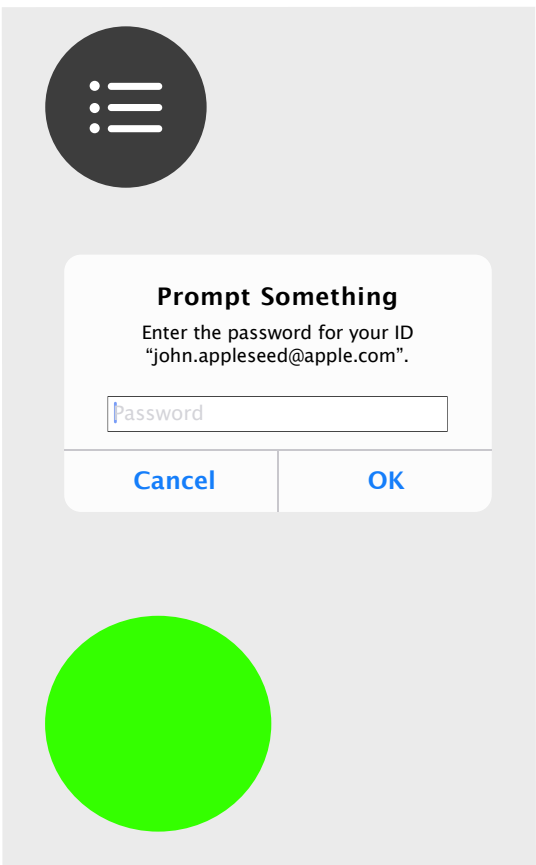 Prompt Something
Enter the password for your ID
“john.appleseed@apple.com”.
Password
Cancel
OK